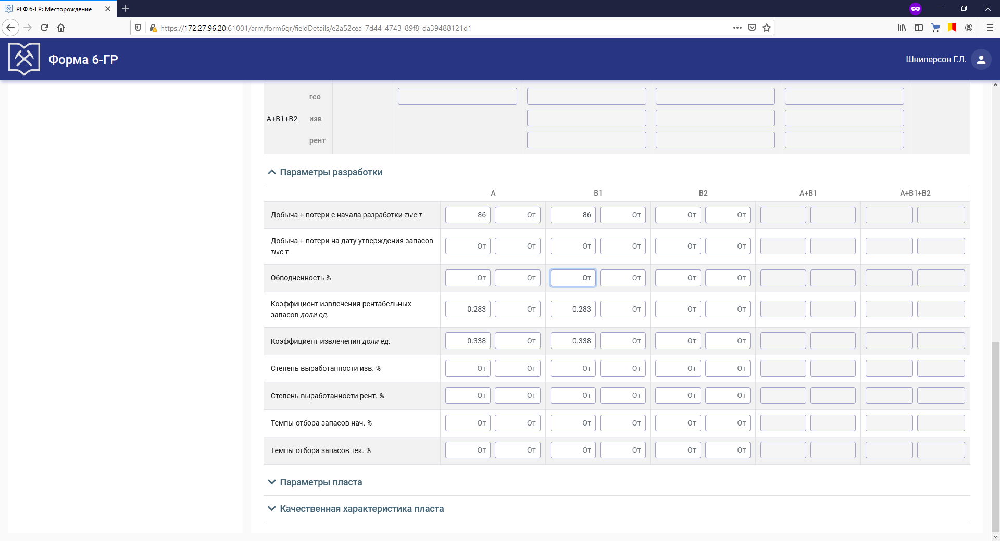 РГФ 6-ГР: Месторождение
https://172.27.96.20:61001/arm/form6gr/fieldDetails/e2a52cea-7d44-4743-89f8-da39488121d1
Форма 6-ГР
Шниперсон Г.Л.
гео
A+B1+B2 изв
рент
Параметры разработки
A B1 B2 A+B1 A+B1+B2
Добыча + потери с начала разработки тыс т 86 От 86 От От От
Добыча + потери на дату утверждения запасов
тыс т
От От От От От От
Обводненность % От От От От От От
Коэффициент извлечения рентабельных
запасов доли ед.
0.283 От 0.283 От От От
Коэффициент извлечения доли ед. 0.338 От 0.338 От От От
Степень выработанности изв. % От От От От От От
Степень выработанности рент. % От От От От От От
Темпы отбора запасов нач. % От От От От От От
Темпы отбора запасов тек. % От От От От От От
Параметры пласта
Качественная характеристика пласта